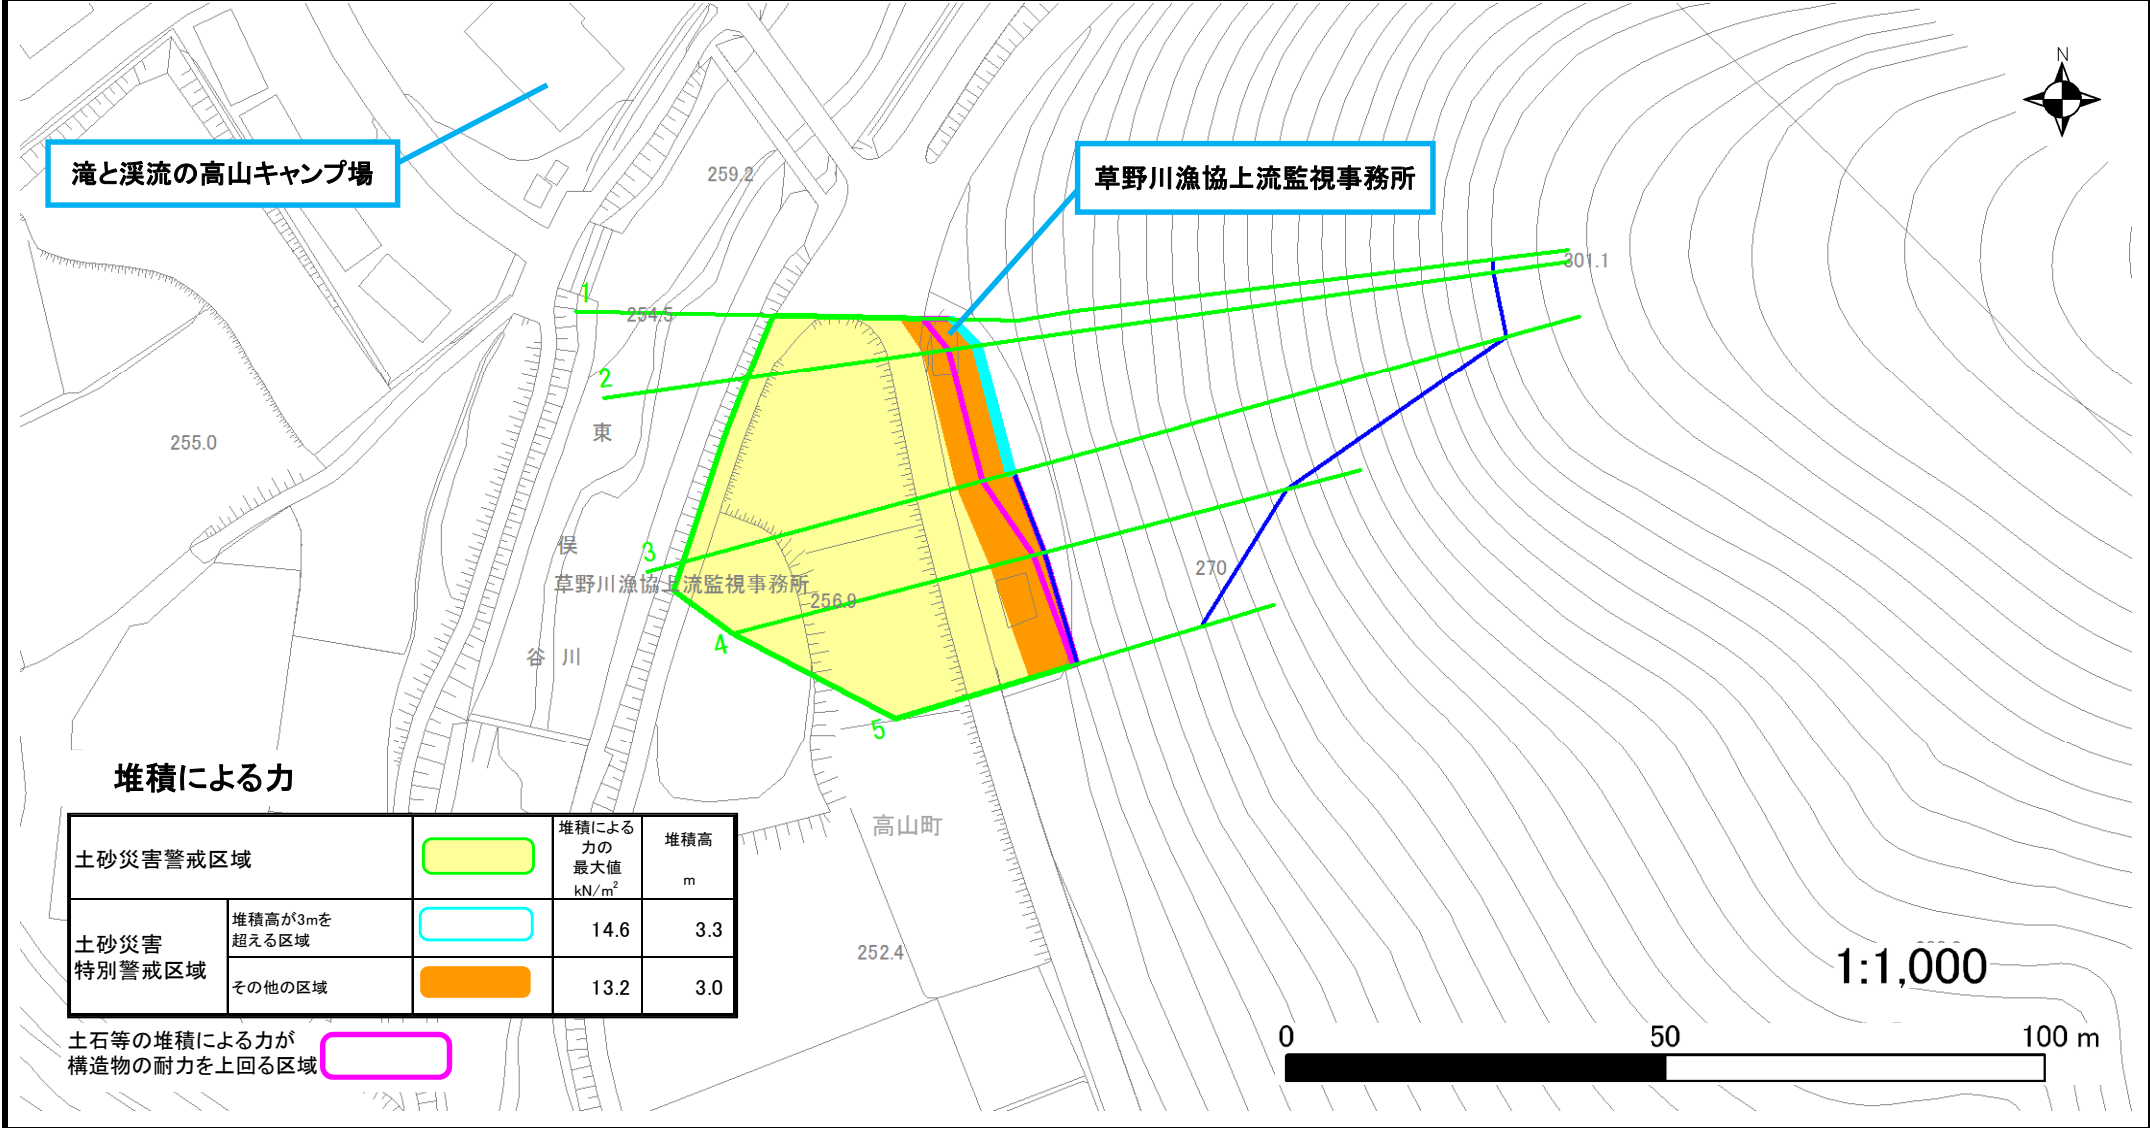 N
滝と渓流の高山キャンプ場
草野川漁協上流監視事務所
259.2
301.1
1
254.5
2
東
255.0
俣
3
草野川漁協上流監視事務所
270
256.9
4
谷川
5
高山町
252.4
堆積による力
土砂災害警戒区域
堆積による
力の
最大値
kN/m²
堆積高
m
土砂災害
特別警戒区域
堆積高が3mを
超える区域
14.6
3.3
その他の区域
13.2
3.0
土石等の堆積による力が
構造物の耐力を上回る区域
1:1,000
0
50
100 m